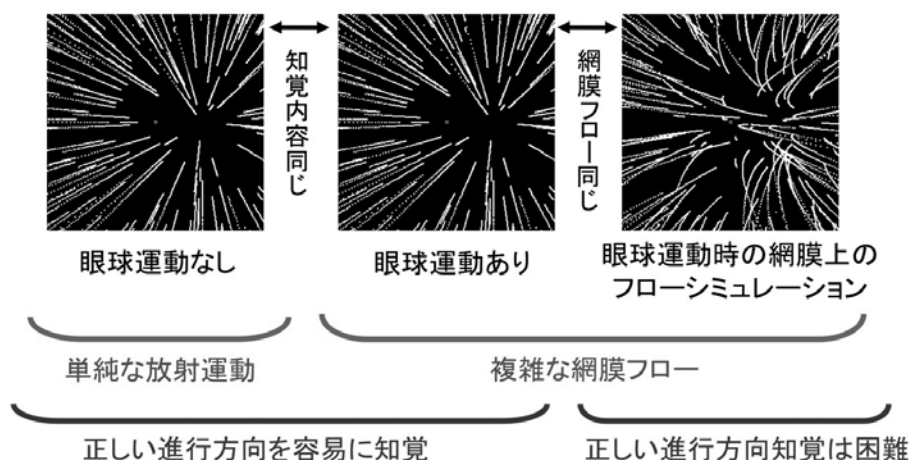 知覚内容同じ
網膜フロー同じ
眼球運動なし
眼球運動あり
眼球運動時の網膜上の
フローシミュレーション
単純な放射運動
複雑な網膜フロー
正しい進行方向を容易に知覚
正しい進行方向知覚は困難